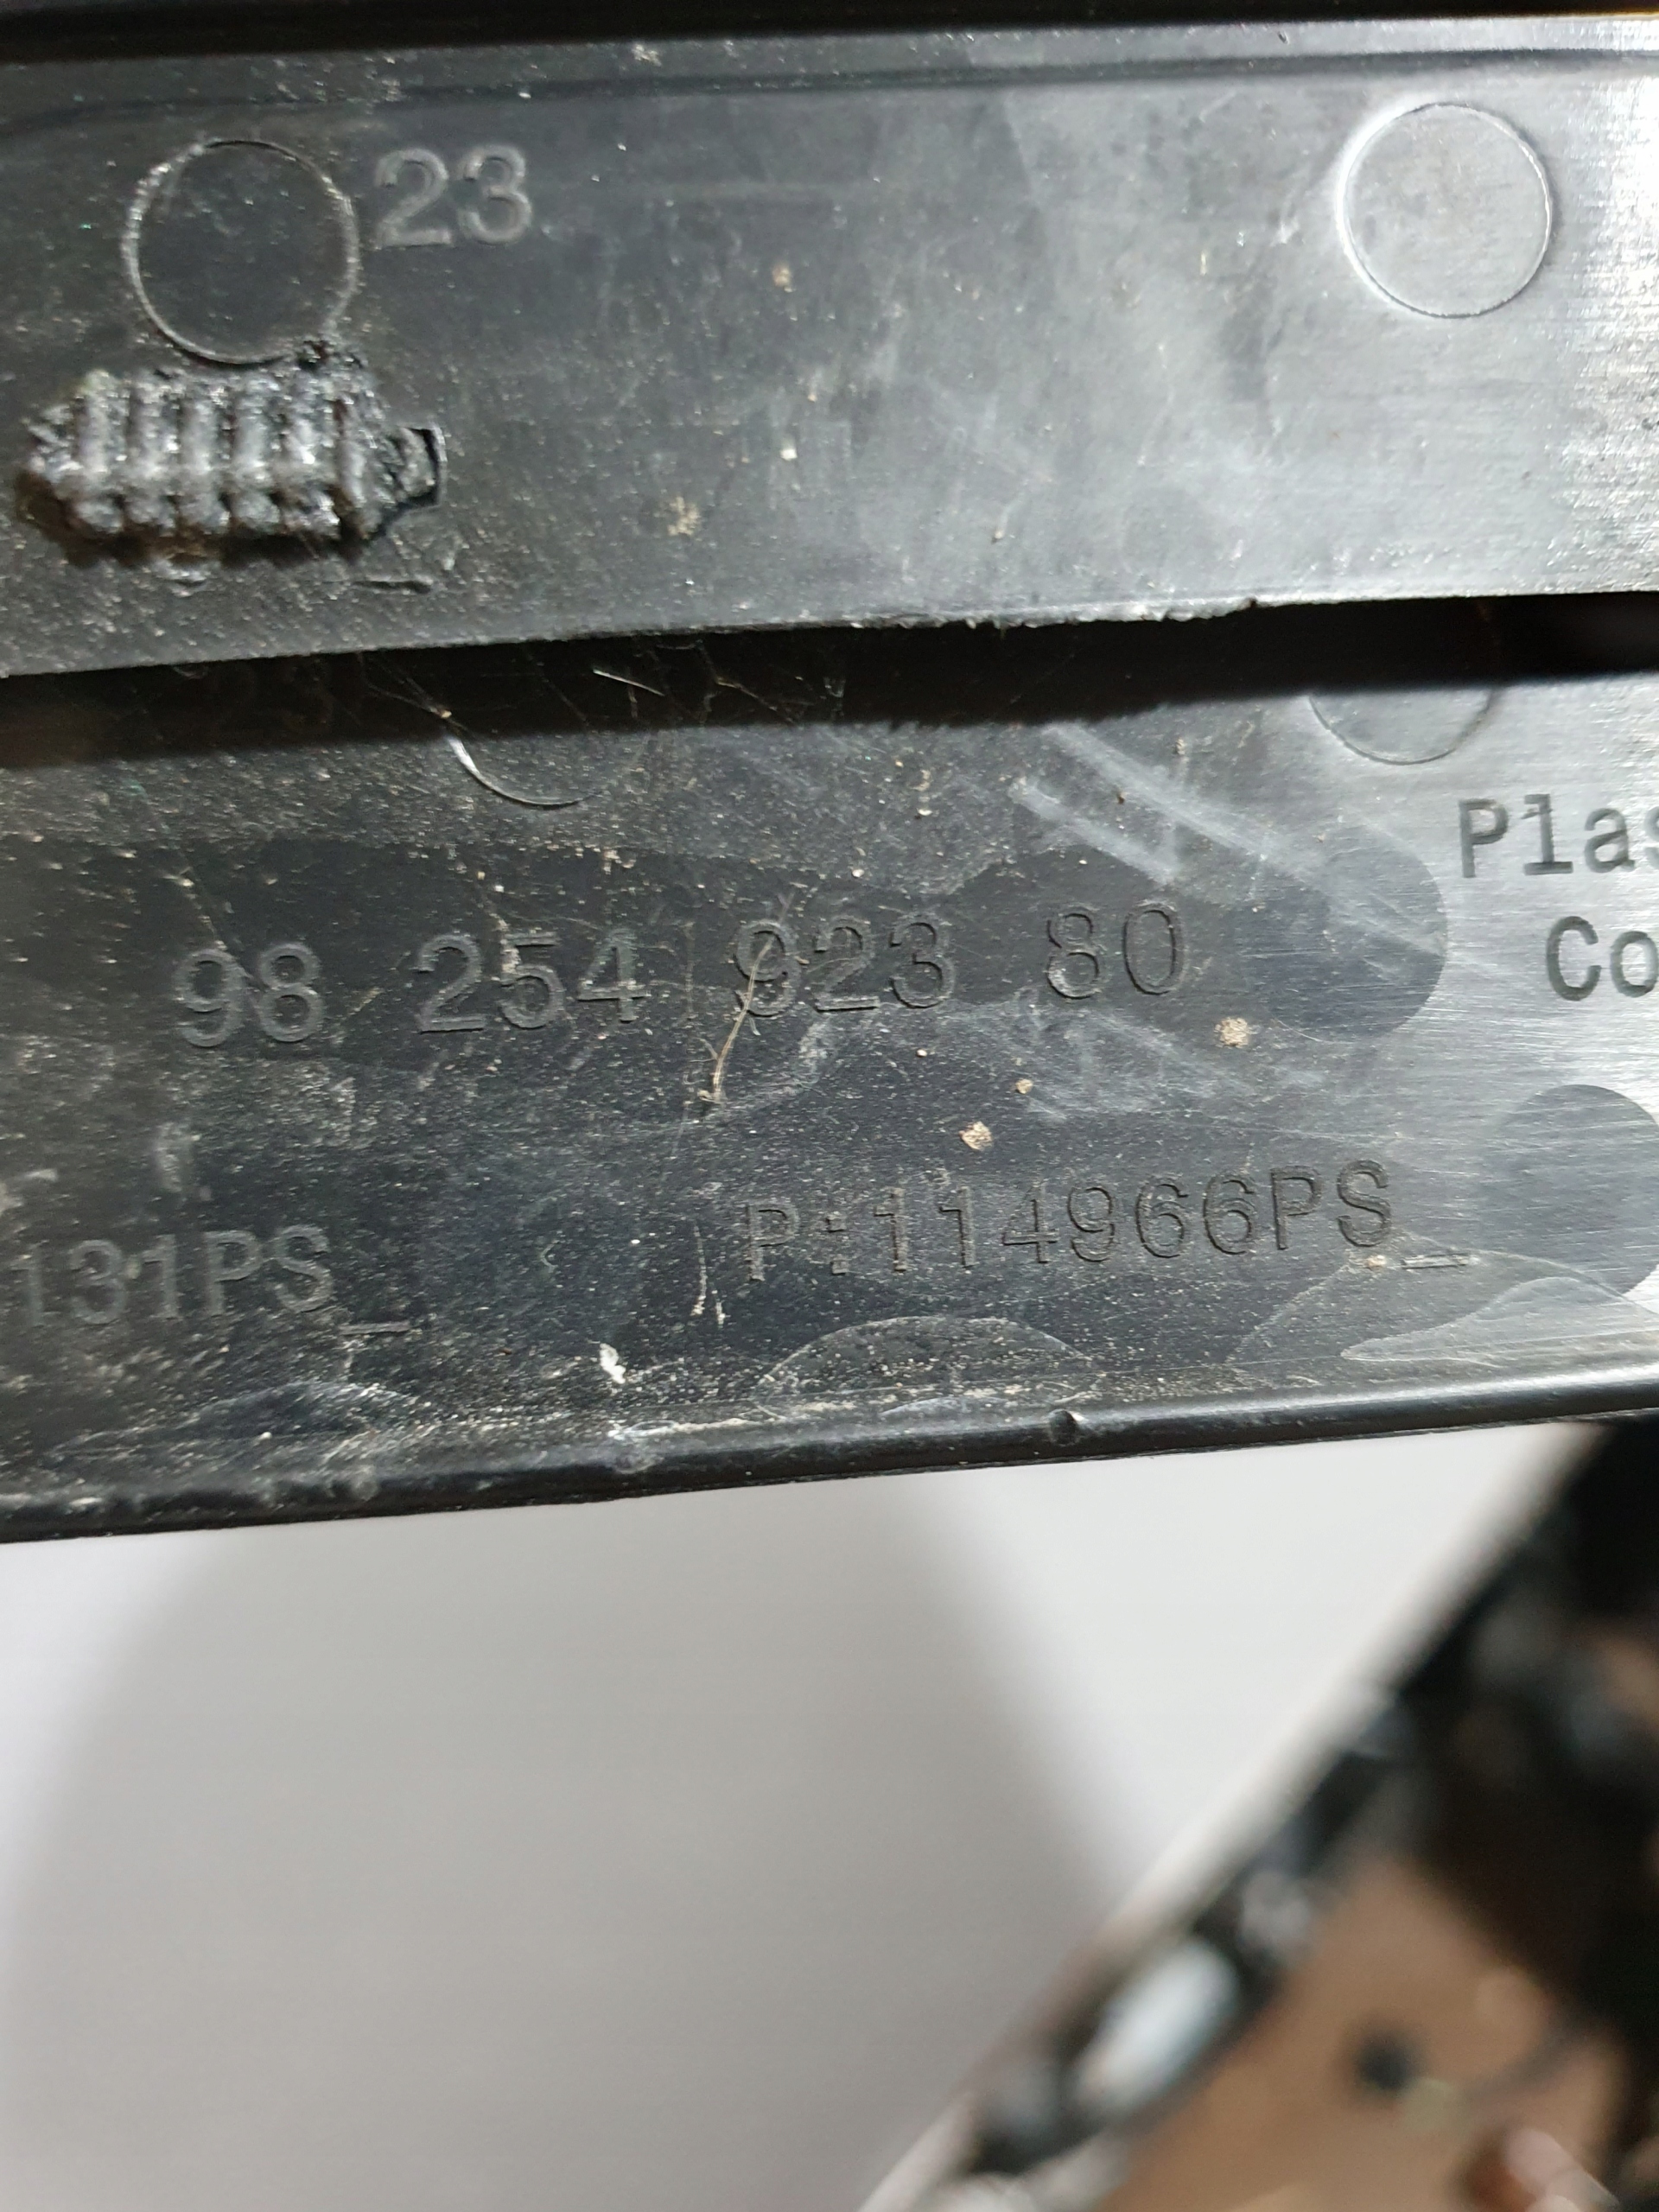 23
Plas
98 254 923 80
Co
131PS_
P:114966PS_